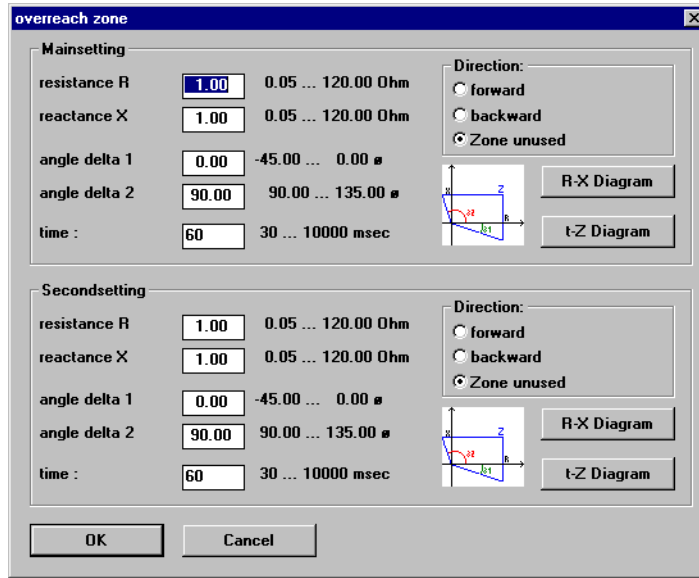 overreach zone
Mainsetting
resistance R 1.00 0.05 ... 120.00 Ohm
reactance X 1.00 0.05 ... 120.00 Ohm
angle delta 1 0.00 -45.00 ... 0.00 ø
angle delta 2 90.00 90.00 ... 135.00 ø
time : 60 30 ... 10000 msec
Direction:
forward
backward
Zone unused
X Z R
R-X Diagram
t-Z Diagram
Secondsetting
resistance R 1.00 0.05 ... 120.00 Ohm
reactance X 1.00 0.05 ... 120.00 Ohm
angle delta 1 0.00 -45.00 ... 0.00 ø
angle delta 2 90.00 90.00 ... 135.00 ø
time : 60 30 ... 10000 msec
Direction:
forward
backward
Zone unused
X Z R
R-X Diagram
t-Z Diagram
OK Cancel